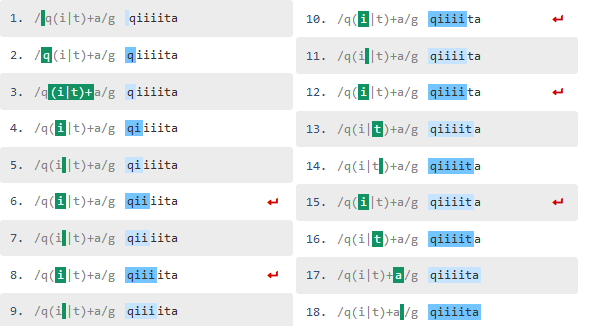 1. /q(i|t)+a/g qiiiita
2. /q(i|t)+a/g qiiiita
3. /q(i|t)+a/g qiiiita
4. /q(i|t)+a/g qiiiita
5. /q(i|t)+a/g qiiiita
6. /q(i|t)+a/g qiiiita
7. /q(i|t)+a/g qiiiita
8. /q(i|t)+a/g qiiiita
9. /q(i|t)+a/g qiiiita
10. /q(i|t)+a/g qiiiita
11. /q(i|t)+a/g qiiiita
12. /q(i|t)+a/g qiiiita
13. /q(i|t)+a/g qiiiita
14. /q(i|t)+a/g qiiiita
15. /q(i|t)+a/g qiiiita
16. /q(i|t)+a/g qiiiita
17. /q(i|t)+a/g qiiiita
18. /q(i|t)+a/g qiiiita